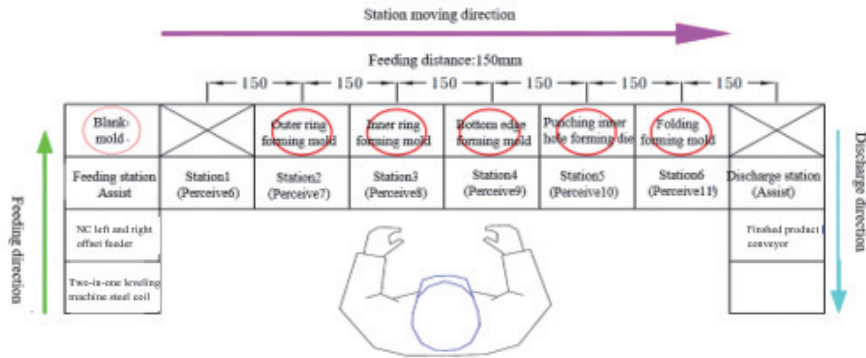 Station moving direction
Feeding distance:150mm
150 150 150 150 150 150
Blank
mold
Outer ring
forming mold
Inner ring
forming mold
Bottom edge
forming mold
Punching inner
hole forming die
Folding
forming mold
Feeding station
Assist
Station1
(Perceive6)
Station2
(Perceive7)
Station3
(Perceive8)
Station4
(Perceive9)
Station5
(Perceive10)
Station6
(Perceive11)
Discharge station
(Assist)
NC left and right
offset feeder
Two-in-one leveling
machine steel coil
Finished product
conveyor
Feeding direction
Discharge direction